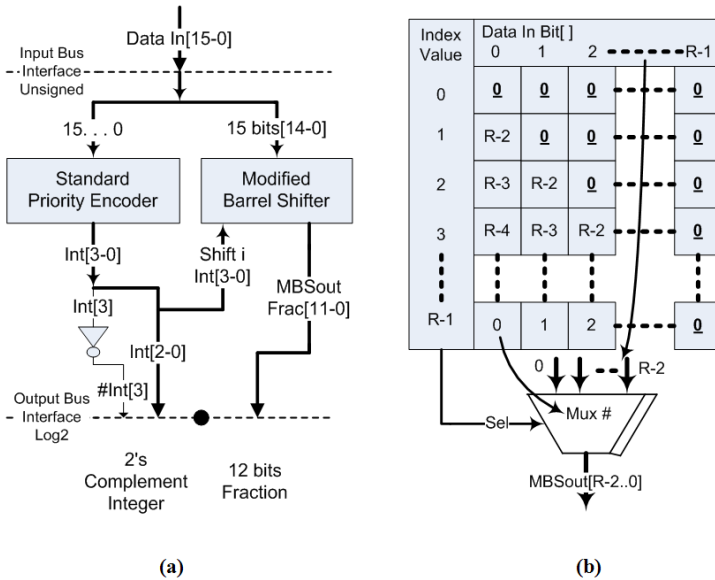 Data In[15-0]
Input Bus
Interface
Unsigned
15. . . 0
15 bits[14-0]
Standard
Priority Encoder
Modified
Barrel Shifter
Int[3-0]
Shift i
Int[3-0]
MBSout
Frac[11-0]
Int[3]
Int[2-0]
#Int[3]
Output Bus
Interface
Log2
2's
Complement
Integer
12 bits
Fraction
(a)
Index
Value
Data In Bit[ ]
0 1 2 R-1
0 0 0 0 0
1 R-2 0 0 0
2 R-3 R-2 0 0
3 R-4 R-3 R-2 0
R-1 0 1 2 0
0 R-2
Mux #
Sel
MBSout[R-2..0]
(b)